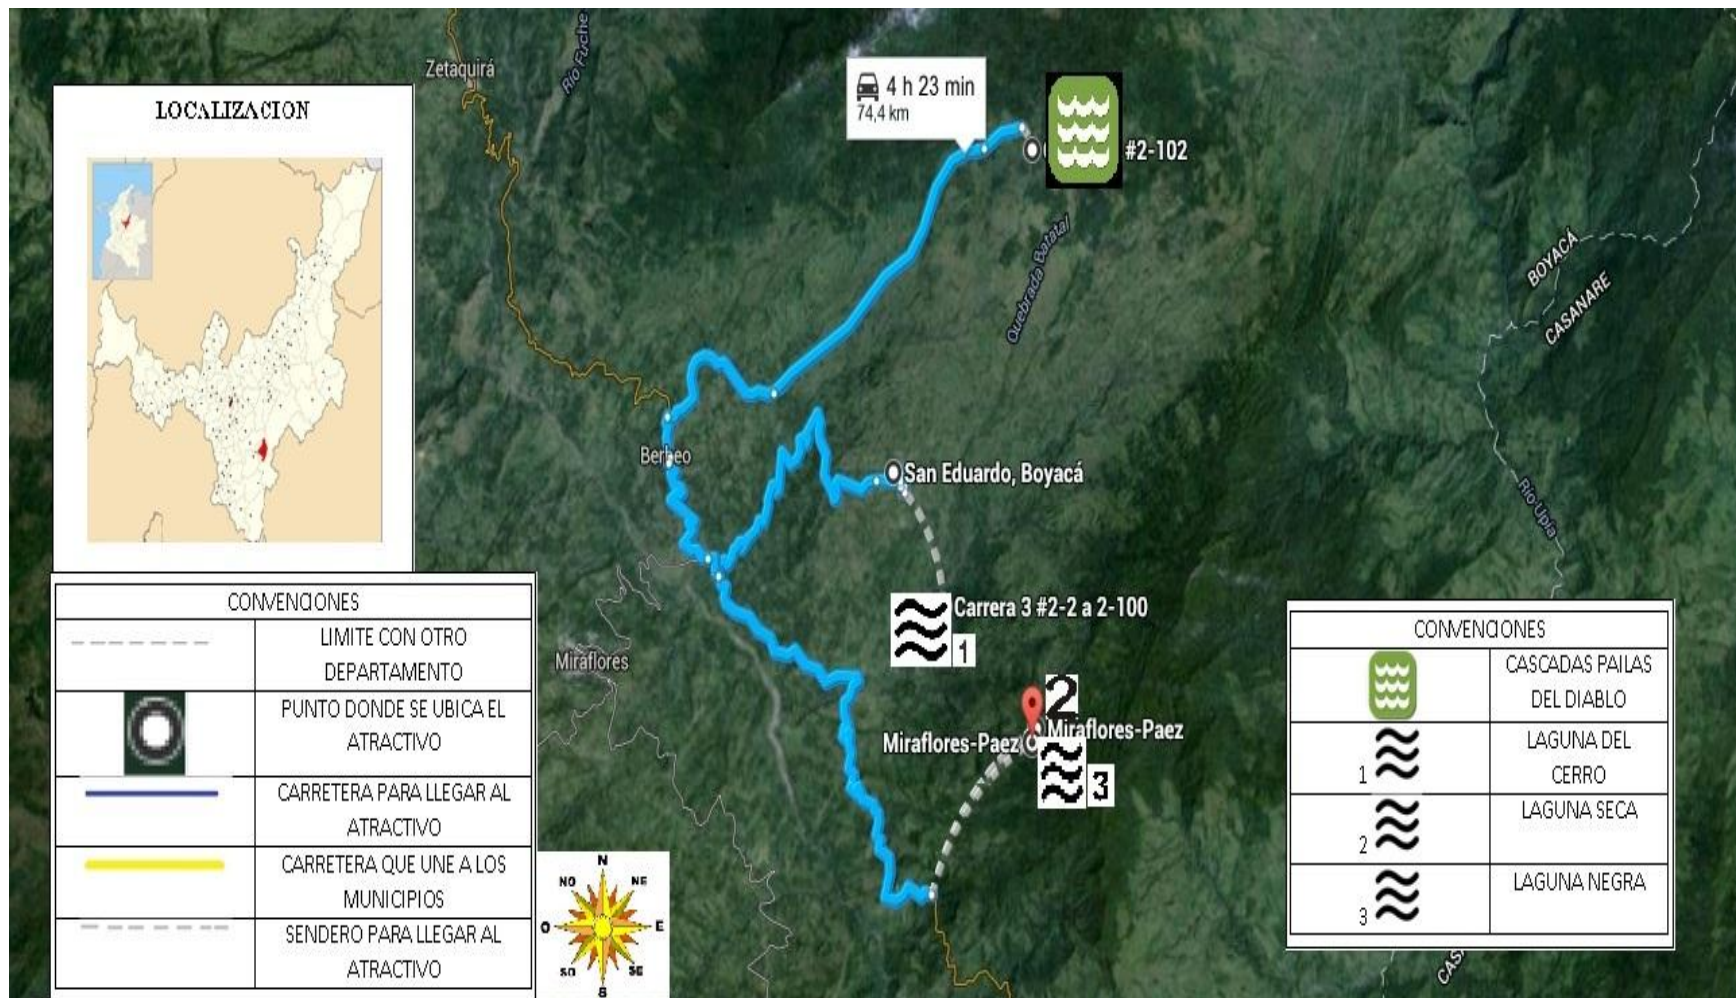 LOCALIZACION
CONVENCIONES
LIMITE CON OTRO
DEPARTAMENTO
PUNTO DONDE SE UBICA EL
ATRACTIVO
CARRETERA PARA LLEGAR AL
ATRACTIVO
CARRETERA QUE UNE A LOS
MUNICIPIOS
SENDERO PARA LLEGAR AL
ATRACTIVO
Zetaquirá
Río Fuche
4 h 23 min
74,4 km
#2-102
Quebrada Batatal
BOYACÁ
CASANARE
Berbeo
San Eduardo, Boyacá
Río Upía
Carrera 3 #2-2 a 2-100
1
Miraflores
2
Miraflores-Paez
Miraflores-Paez
3
N
NO
NE
O
E
SO
SE
S
CONVENCIONES
CASCADAS PAILAS
DEL DIABLO
LAGUNA DEL
1
CERRO
LAGUNA SECA
2
LAGUNA NEGRA
3